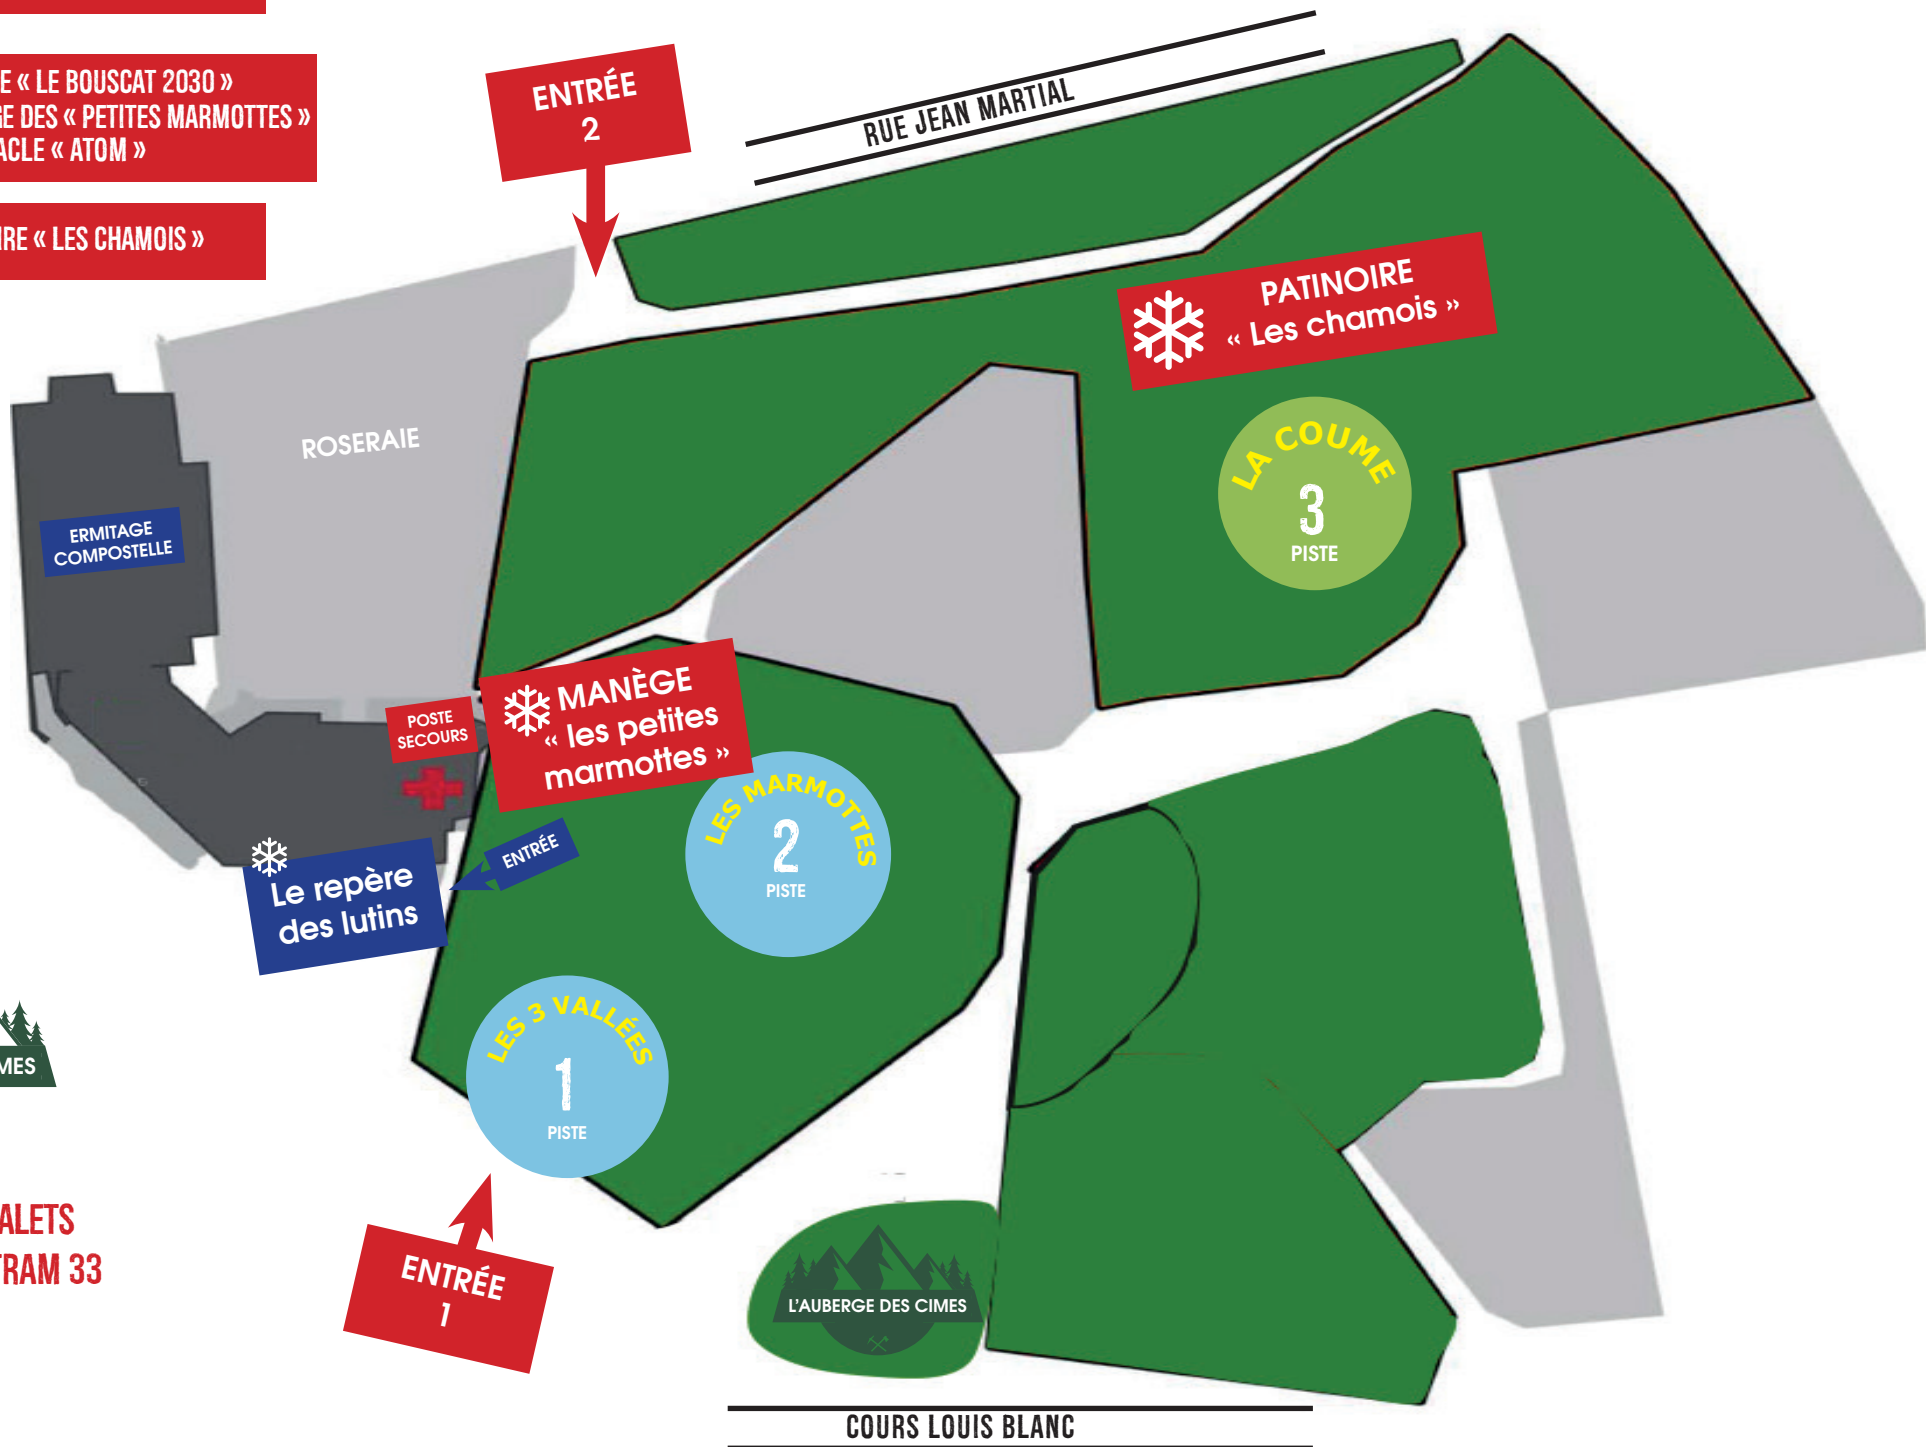 E « LE BOUSCAT 2030 »
GE DES « PETITES MARMOTTES »
ACLE « ATOM »
IRE « LES CHAMOIS »
ENTRÉE
2
RUE JEAN MARTIAL
PATINOIRE
« Les chamois »
LA COUME
3
PISTE
ROSERAIE
ERMITAGE
COMPOSTELLE
POSTE
SECOURS
MANÈGE
« les petites
marmottes »
LES MARMOTTES
2
PISTE
ENTRÉE
Le repère
des lutins
LES 3 VALLÉES
1
PISTE
MES
ALETS
TRAM 33
ENTRÉE
1
L'AUBERGE DES CIMES
COURS LOUIS BLANC